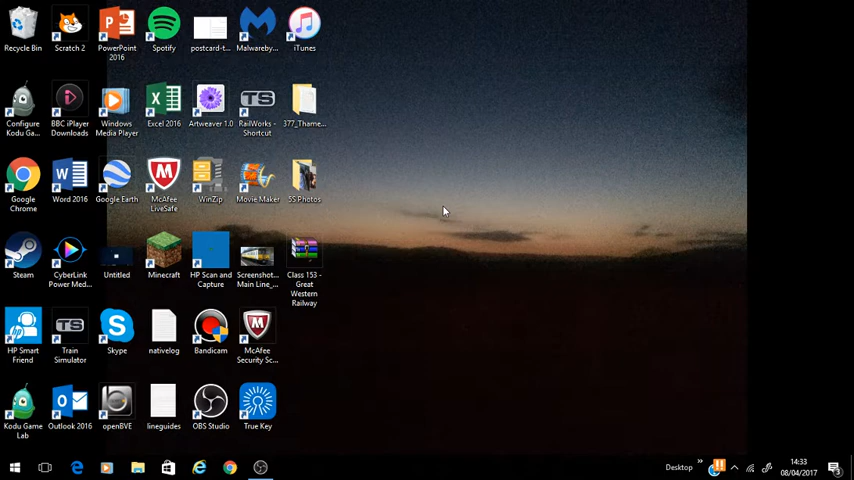 Recycle Bin
Scratch 2
PowerPoint
2016
Spotify
postcard-t...
Malwareby...
iTunes
Configure
Kodu Ga...
BBC iPlayer
Downloads
Windows
Media Player
Excel 2016
Artweaver 1.0
RailWorks -
Shortcut
377_Thame...
Google
Chrome
Word 2016
Google Earth
McAfee
LiveSafe
WinZip
Movie Maker
5S Photos
Steam
CyberLink
Power Med...
Untitled
Minecraft
HP Scan and
Capture
Screenshot...
Main Line_...
Class 153 -
Great
Western
Railway
HP Smart
Friend
TS
Train
Simulator
Skype
nativelog
Bandicam
McAfee
Security Sc...
Kodu Game
Lab
Outlook 2016
openBVE
lineguides
OBS Studio
True Key
Desktop
14:33
08/04/2017
3